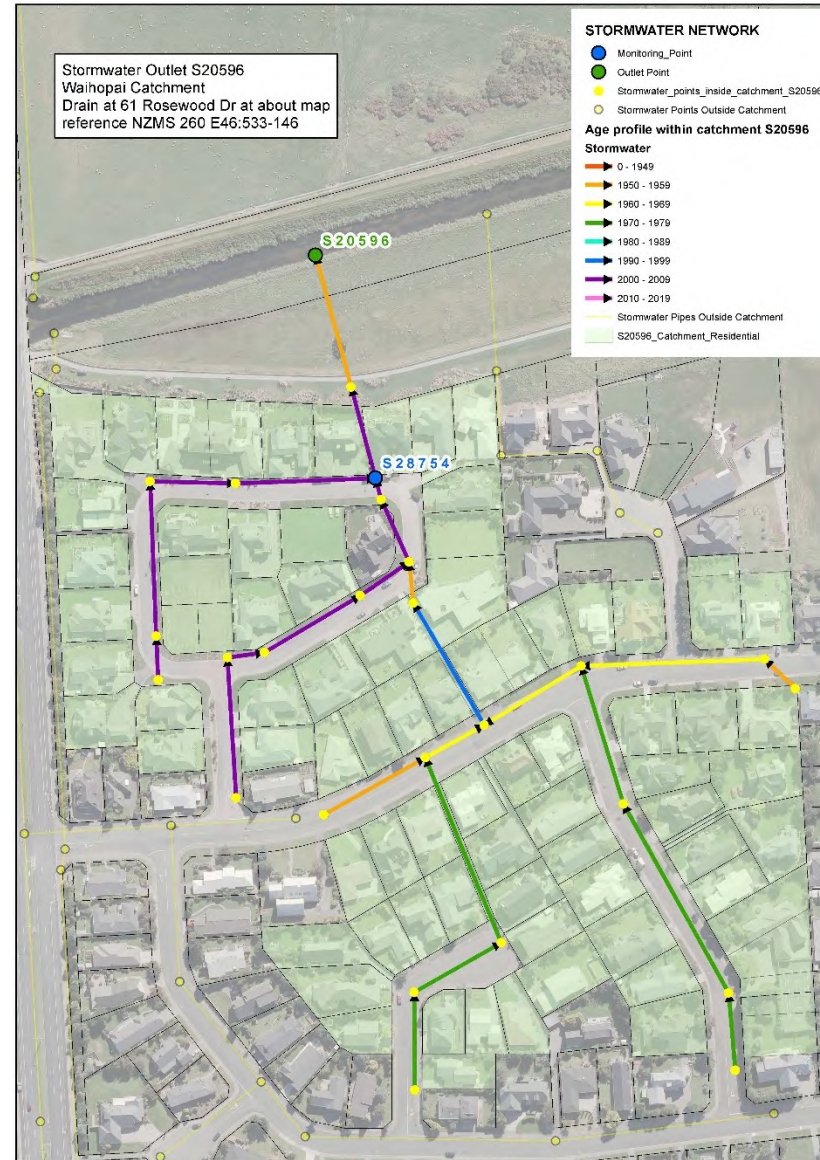 Stormwater Outlet S20596
Waihopai Catchment
Drain at 61 Rosewood Dr at about map
reference NZMS 260 E46:533-146
STORMWATER NETWORK
Monitoring_Point
Outlet Point
Stormwater_points_inside_catchment_S20596
Stormwater Points Outside Catchment
Age profile within catchment S20596
Stormwater
0 - 1949
1950 - 1959
1960 - 1969
1970 - 1979
1980 - 1989
1990 - 1999
2000 - 2009
2010 - 2019
Stormwater Pipes Outside Catchment
S20596_Catchment_Residential
S20596
S28754